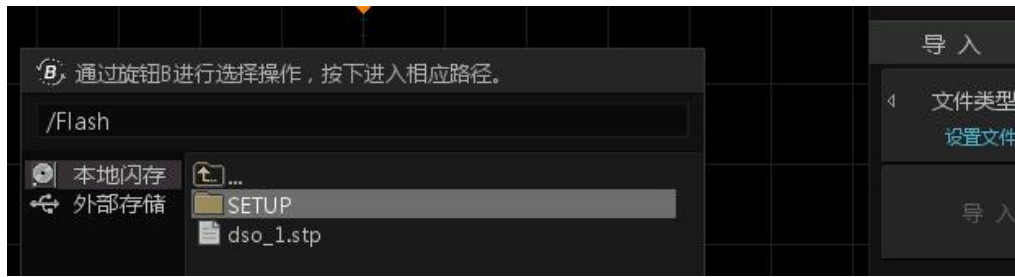 导 入
B 通过旋钮B进行选择操作，按下进入相应路径。
/Flash
文件类型
设置文件
本地闪存
...
外部存储
SETUP
dso_1.stp
导 入